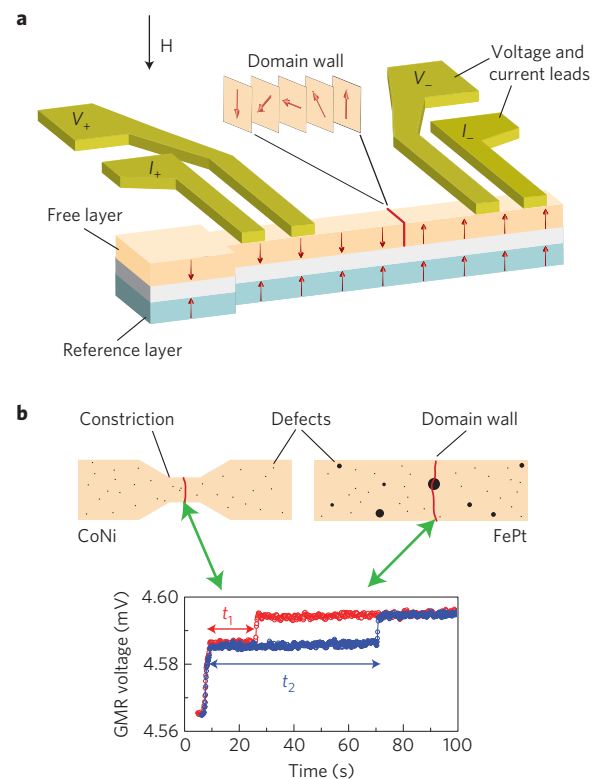 a
H
Domain wall
Voltage and
current leads
V+
V−
I+
I−
Free layer
Reference layer
b
Constriction
Defects
Domain wall
CoNi
FePt
GMR voltage (mV)
4.60
4.58
4.56
t1
t2
0
20
40
60
80
100
Time (s)